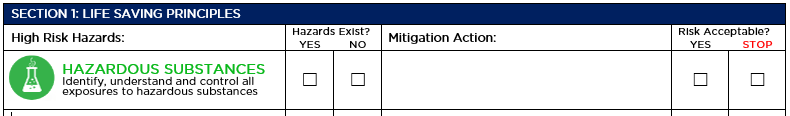 SECTION 1: LIFE SAVING PRINCIPLES
High Risk Hazards:
Hazards Exist?
YES NO
Mitigation Action:
Risk Acceptable?
YES STOP
HAZARDOUS SUBSTANCES
Identify, understand and control all
exposures to hazardous substances